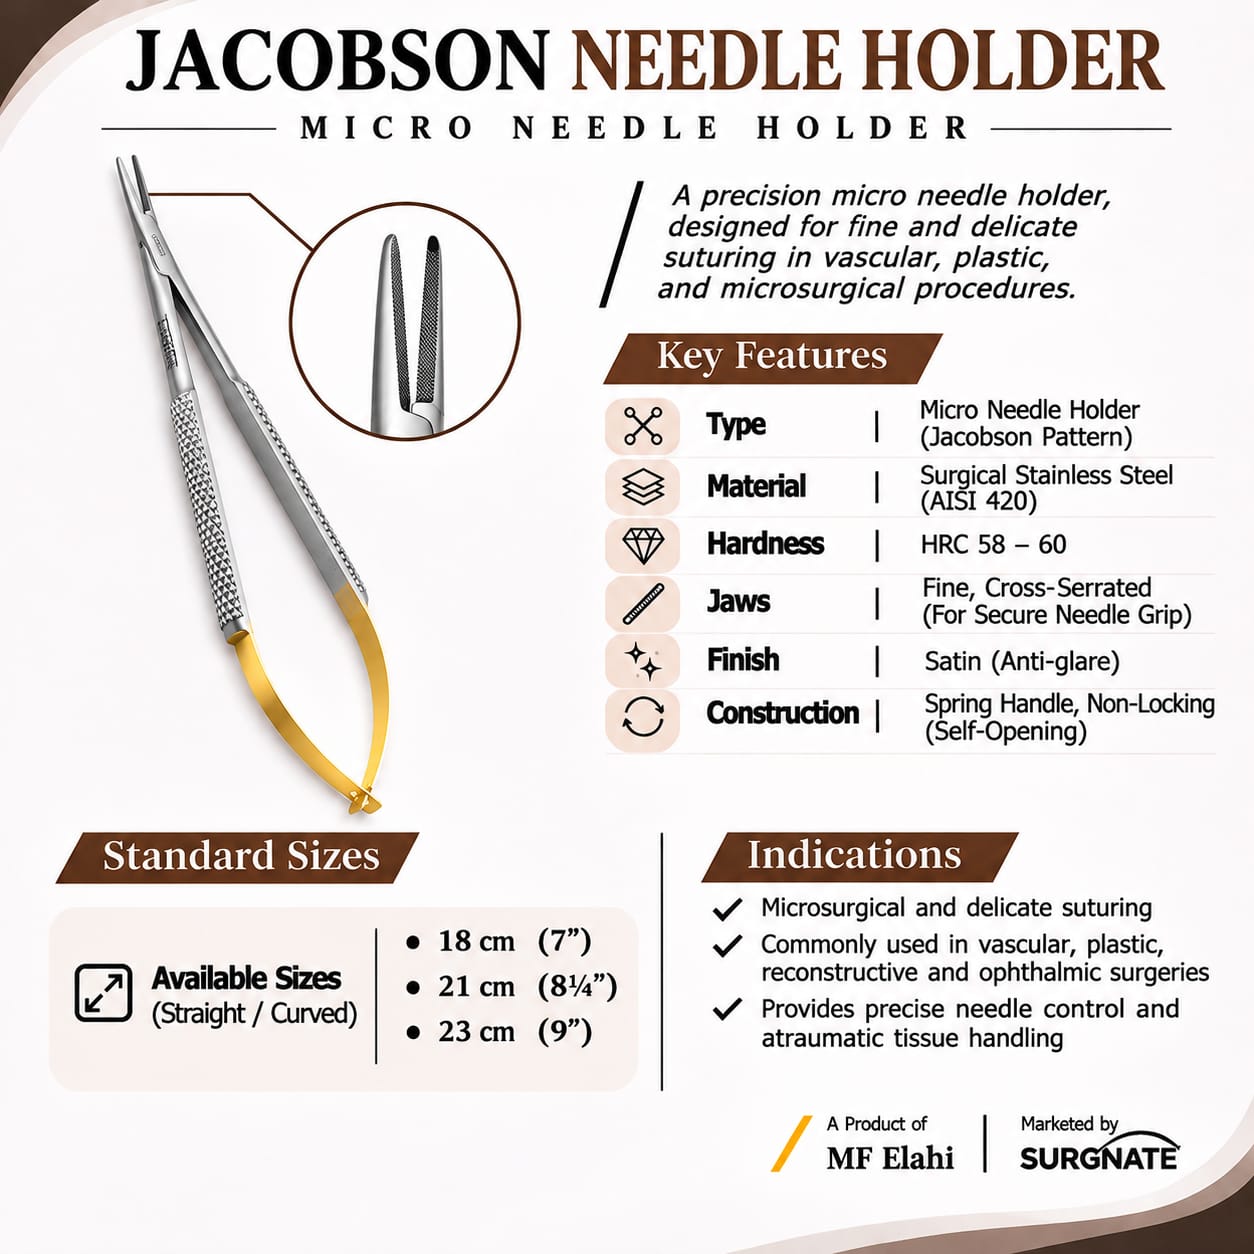 JACOBSON NEEDLE HOLDER
MICRO NEEDLE HOLDER
A precision micro needle holder,
designed for fine and delicate
suturing in vascular, plastic,
and microsurgical procedures.
Key Features
Type | Micro Needle Holder
(Jacobson Pattern)
Material | Surgical Stainless Steel
(AISI 420)
Hardness | HRC 58 – 60
Jaws | Fine, Cross-Serrated
(For Secure Needle Grip)
Finish | Satin (Anti-glare)
Construction | Spring Handle, Non-Locking
(Self-Opening)
Standard Sizes
Available Sizes
(Straight / Curved)
• 18 cm (7”)
• 21 cm (8¼”)
• 23 cm (9”)
Indications
Microsurgical and delicate suturing
Commonly used in vascular, plastic,
reconstructive and ophthalmic surgeries
Provides precise needle control and
atraumatic tissue handling
A Product of
MF Elahi
Marketed by
SURGNATE